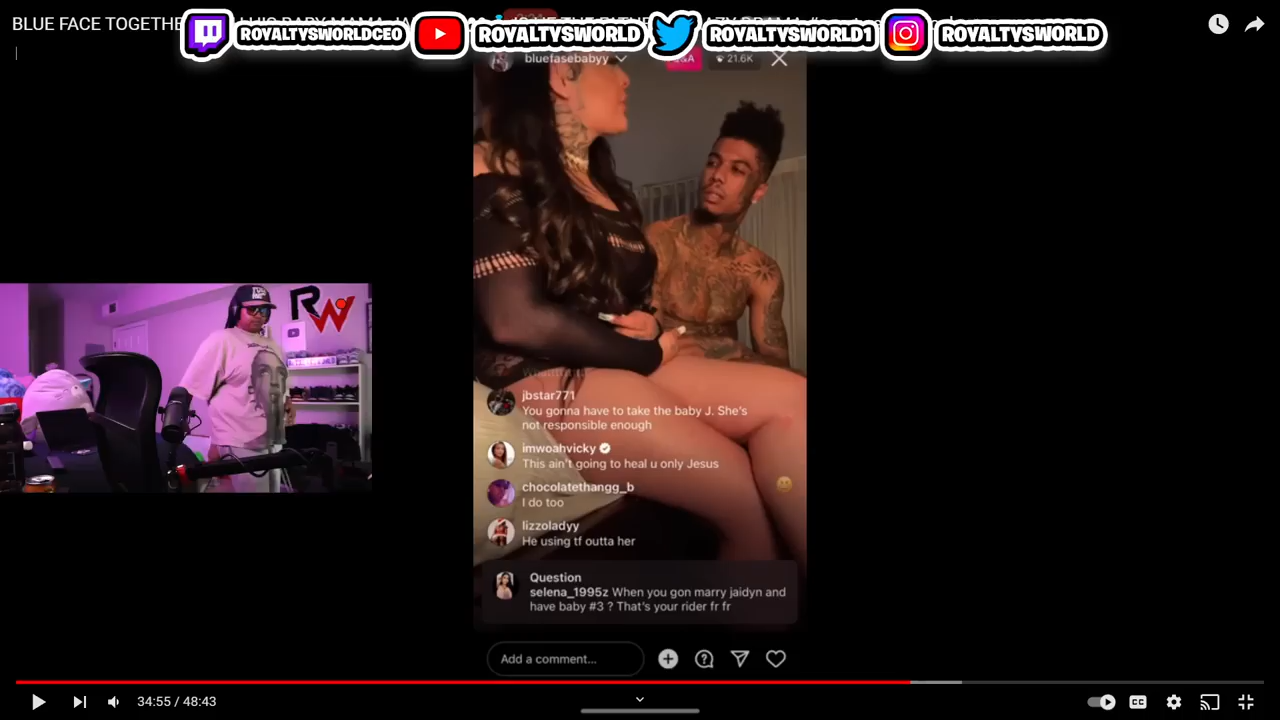 BLUE FACE TOGETHE
ROYALTYSWORLDCEO
ROYALTYSWORLD
ROYALTYSWORLD1
ROYALTYSWORLD
bluefasebabyy
Q&A
21.6K
RW
jbstar771
You gonna have to take the baby J. She's
not responsible enough
imwoahvicky
This ain't going to heal u only Jesus
chocolatethangg_b
I do too
lizzoladyy
He using tf outta her
Question
selena_1995z When you gon marry jaidyn and
have baby #3 ? That's your rider fr fr
Add a comment...
34:55 / 48:43
CC